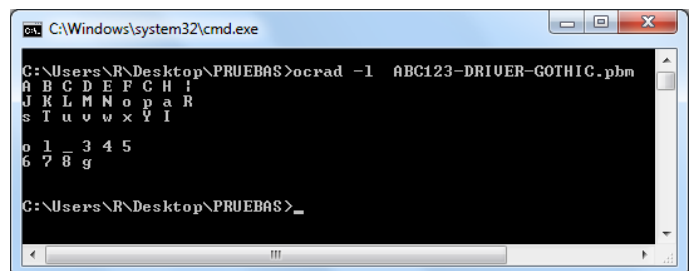 C:\Windows\system32\cmd.exe
C:\Users\R\Desktop\PRUEBAS>ocrad -l  ABC123-DRIVER-GOTHIC.pbm
A B C D E F C H ¦
J K L M N o p a R
s T u v w x Y I

o l _ 3 4 5
6 7 8 g

C:\Users\R\Desktop\PRUEBAS>_